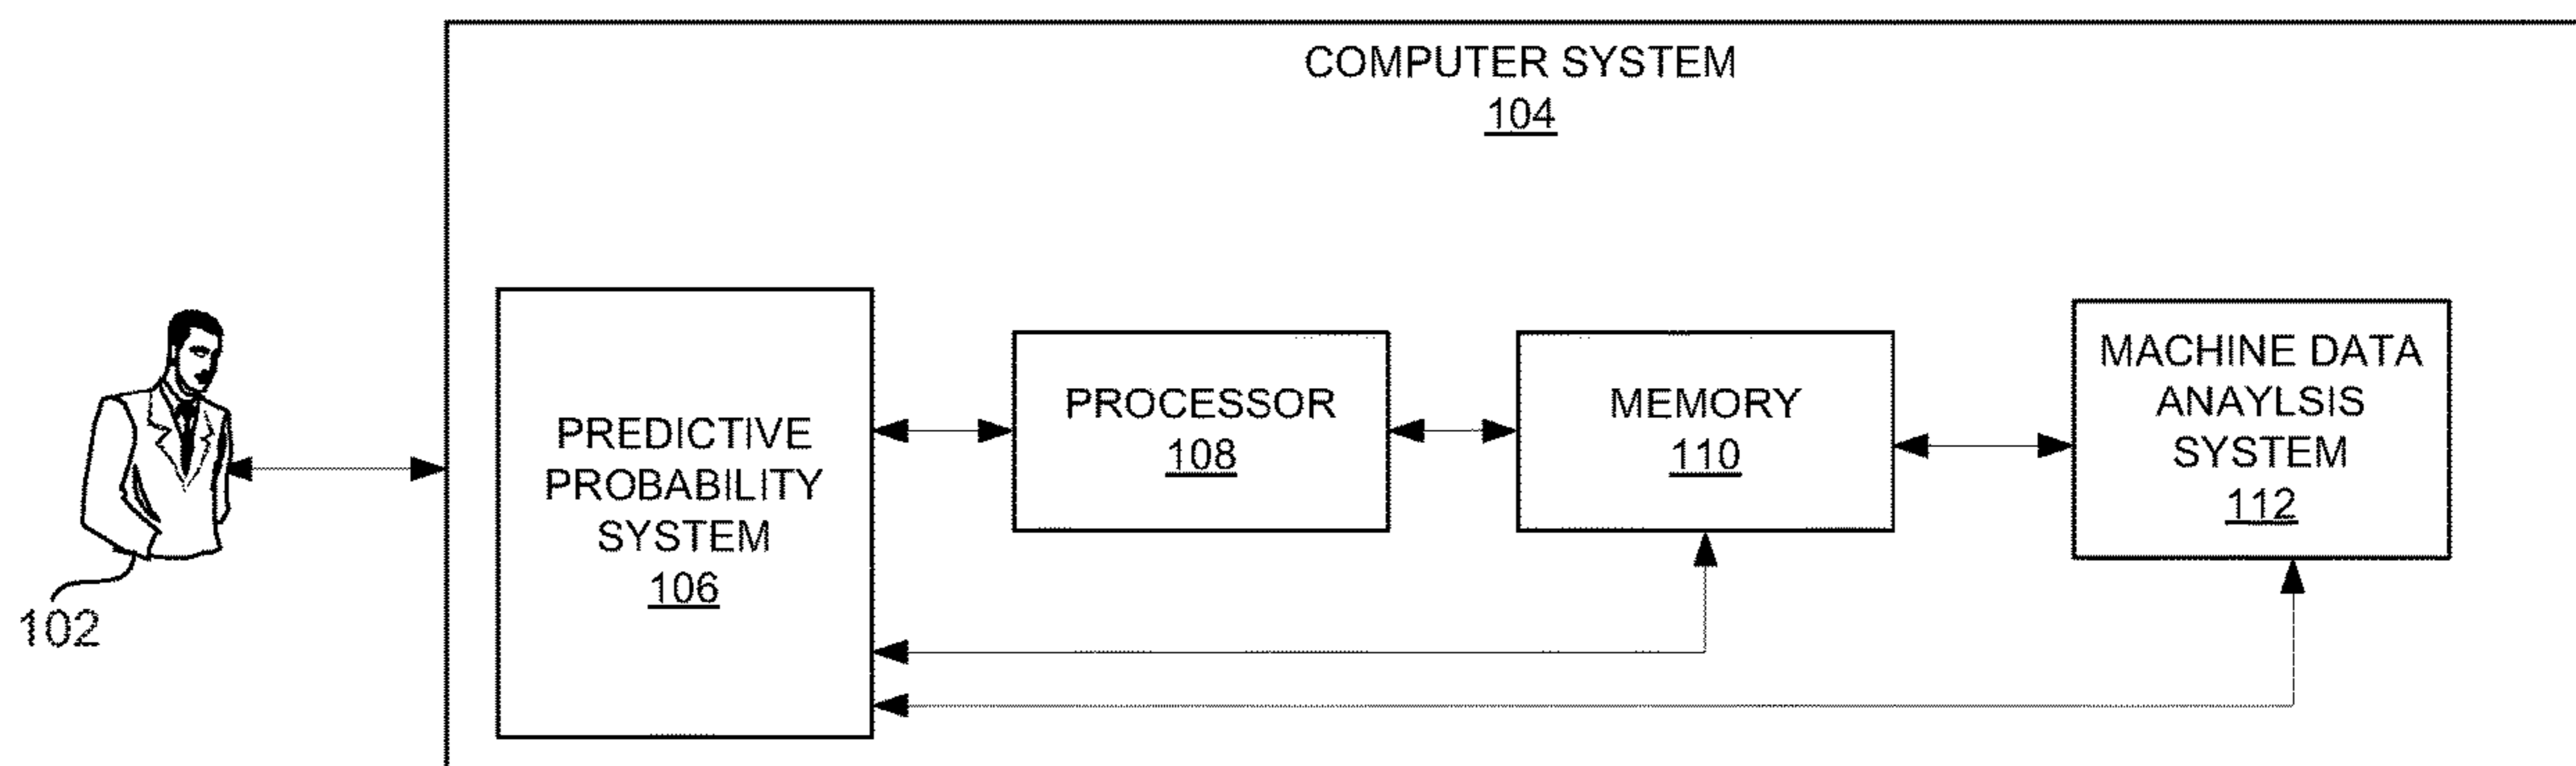 COMPUTER SYSTEM
104
PREDICTIVE
PROBABILITY
SYSTEM
106
PROCESSOR
108
MEMORY
110
MACHINE DATA
ANAYLSIS
SYSTEM
112
102